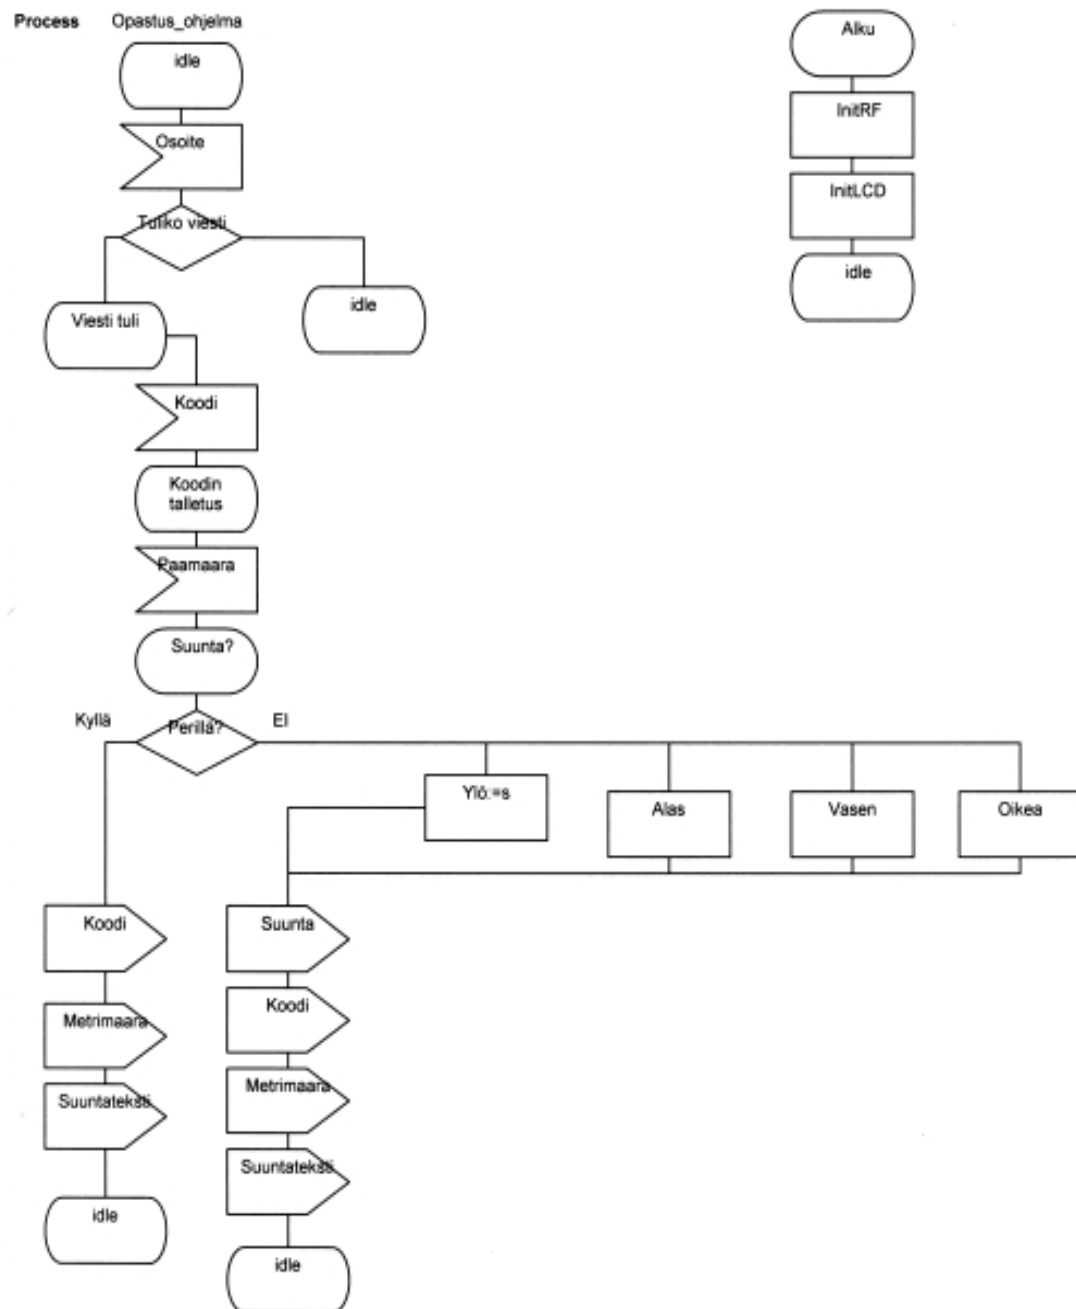 Process Opastus_ohjelma
idle
Osoite
Tuliko viesti
Viesti tuli
idle
Koodi
Koodin
talletus
Paamaara
Suunta?
Kyllä
Perillä?
EI
Ylö:=s
Alas
Vasen
Oikea
Koodi
Metrimaara
Suuntateksti
idle
Suunta
Koodi
Metrimaara
Suuntateksti
idle
Alku
InitRF
InitLCD
idle